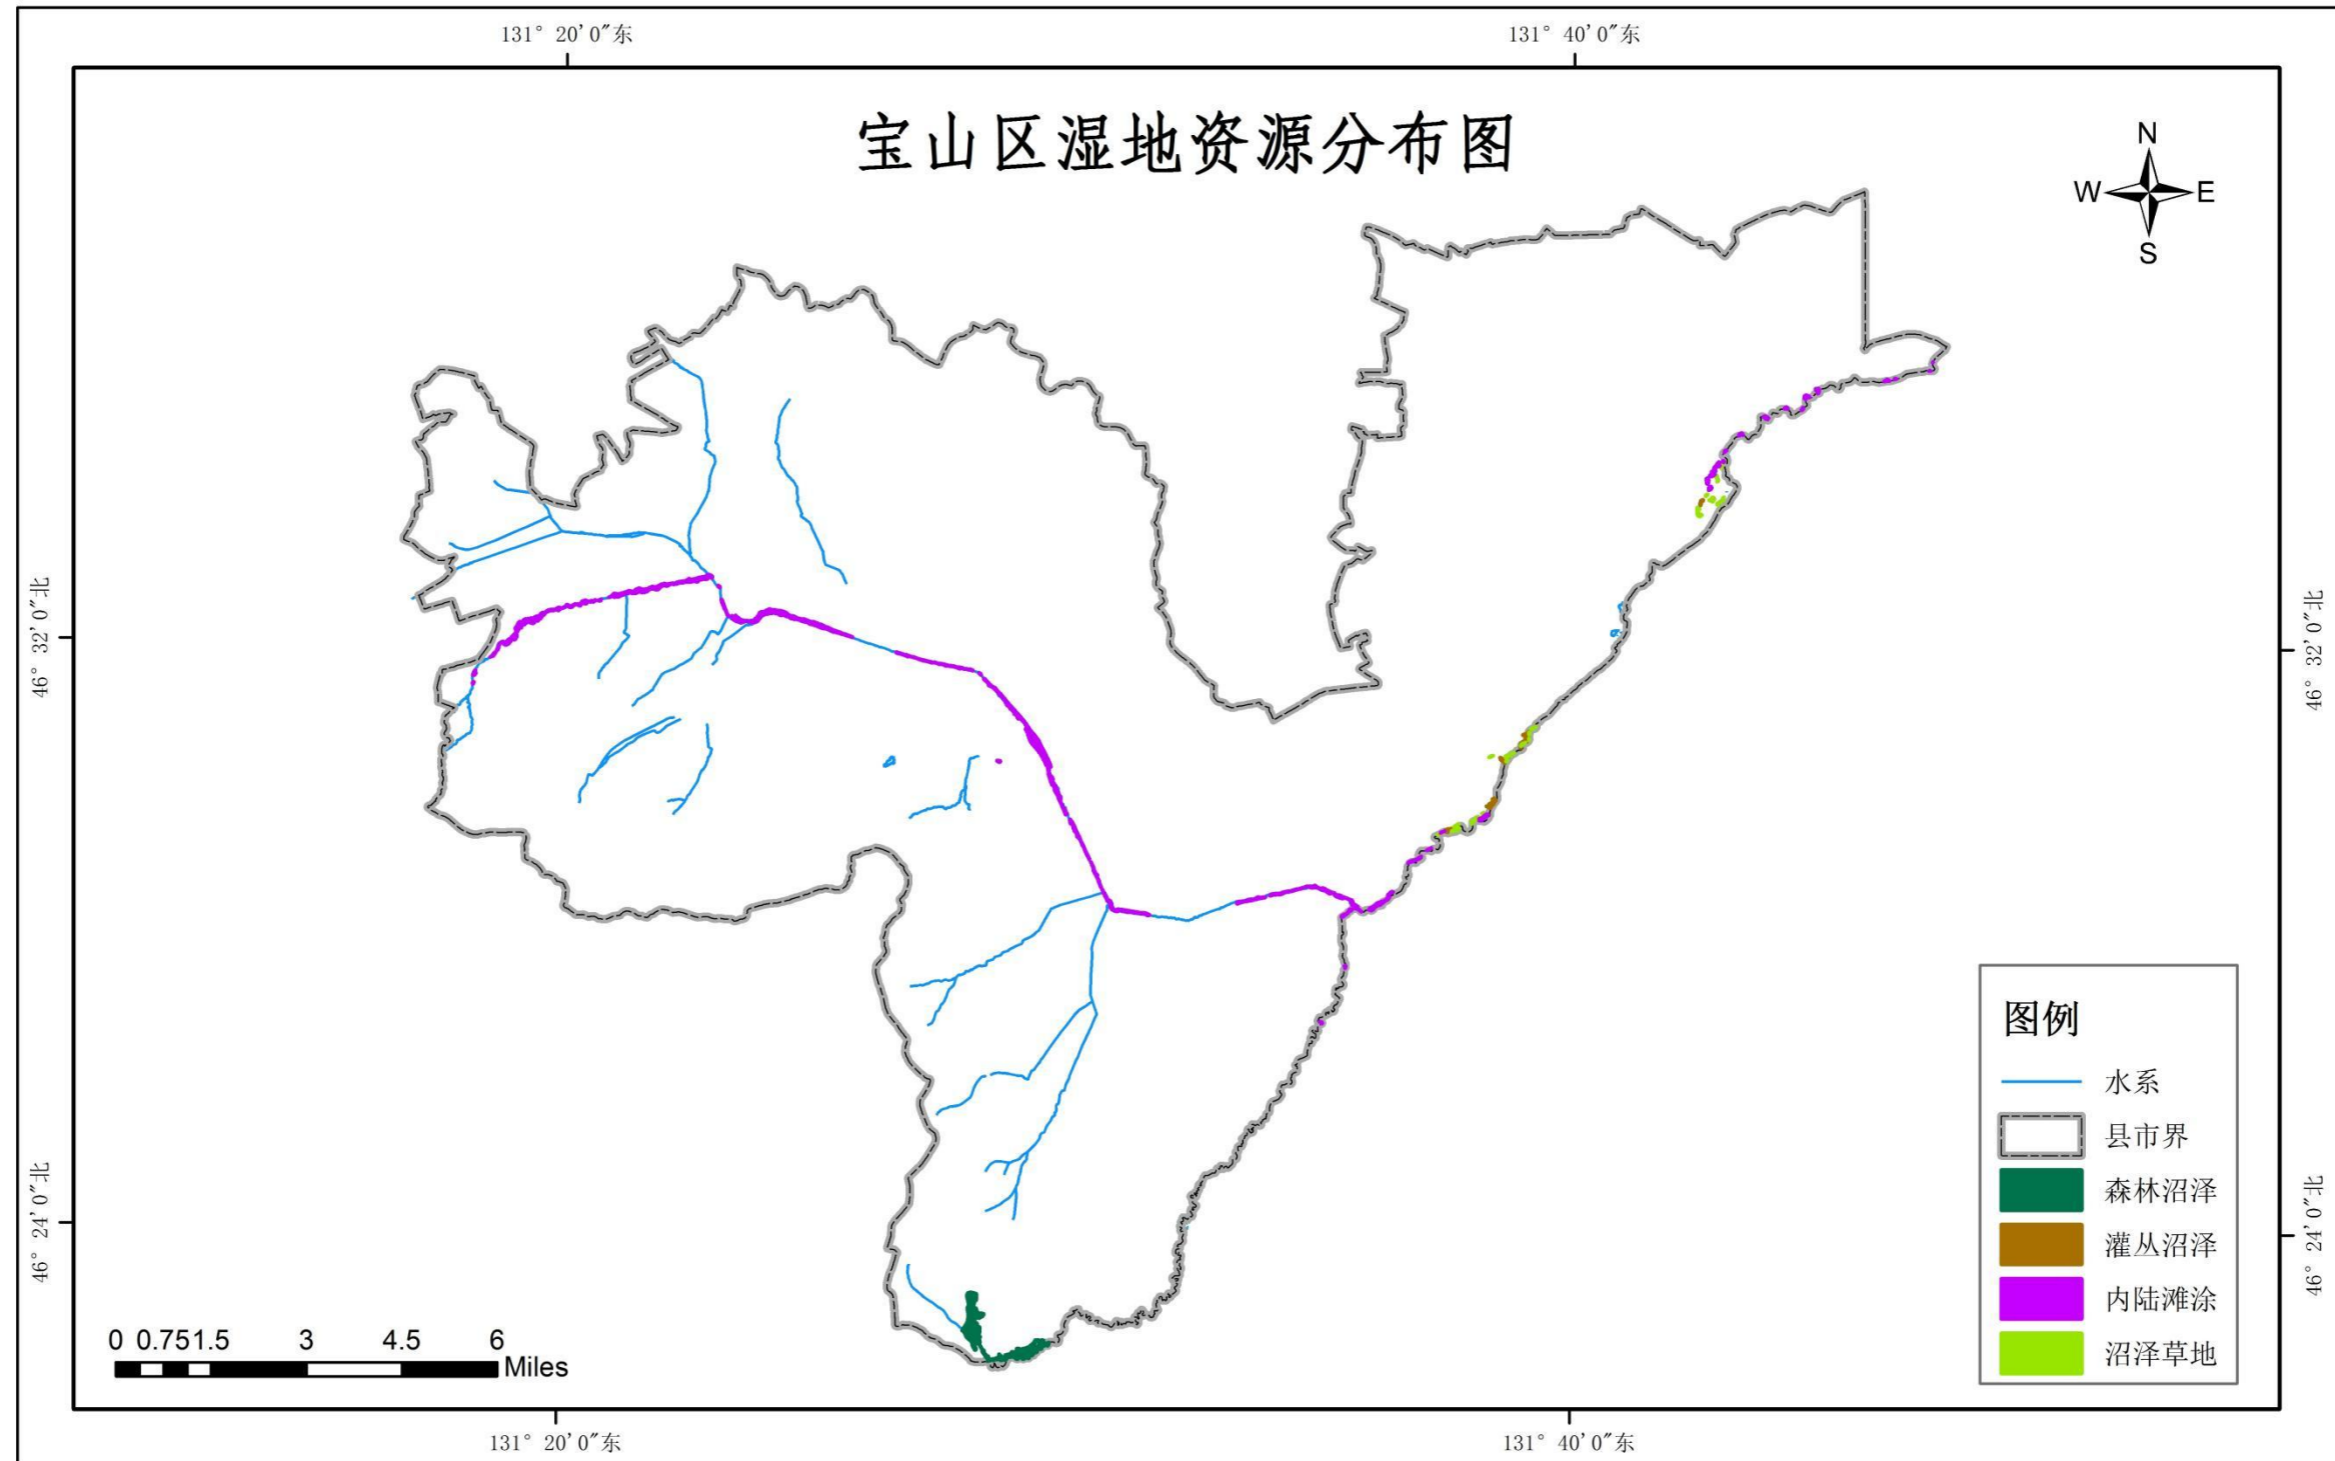 131° 20′0″东
131° 40′0″东
宝山区湿地资源分布图
N
W
E
S
46° 32′0″北
46° 32′0″北
图例
水系
县市界
46° 24′0″北
46° 24′0″北
森林沼泽
灌丛沼泽
内陆滩涂
沼泽草地
0 0.75 1.5 3 4.5 6
Miles
131° 20′0″东
131° 40′0″东